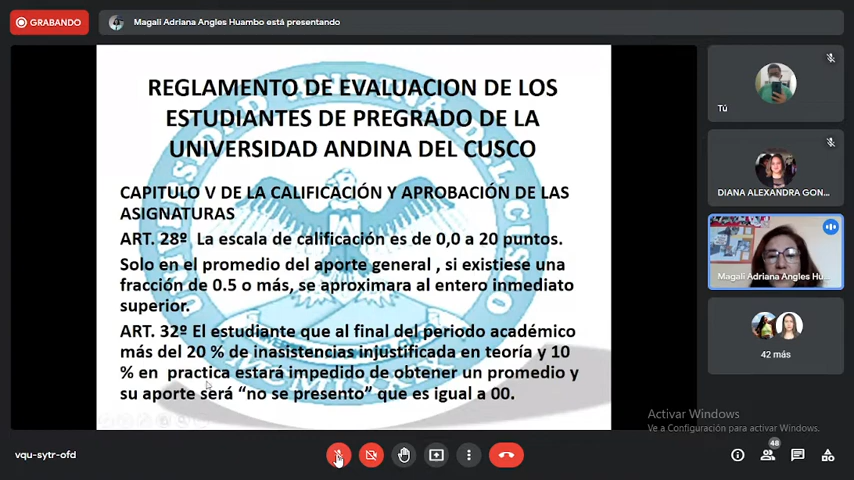 GRABANDO
Magali Adriana Angles Huambo está presentando
REGLAMENTO DE EVALUACION DE LOS
ESTUDIANTES DE PREGRADO DE LA
UNIVERSIDAD ANDINA DEL CUSCO
CAPITULO V DE LA CALIFICACIÓN Y APROBACIÓN DE LAS
ASIGNATURAS
ART. 28º La escala de calificación es de 0,0 a 20 puntos.
Solo en el promedio del aporte general , si existiese una
fracción de 0.5 o más, se aproximara al entero inmediato
superior.
ART. 32º El estudiante que al final del periodo académico
más del 20 % de inasistencias injustificada en teoría y 10
% en practica estará impedido de obtener un promedio y
su aporte será “no se presento” que es igual a 00.
Tú
DIANA ALEXANDRA GON...
Magali Adriana Angles Hu...
42 más
Activar Windows
Ve a Configuración para activar Windows.
vqu-sytr-ofd
48